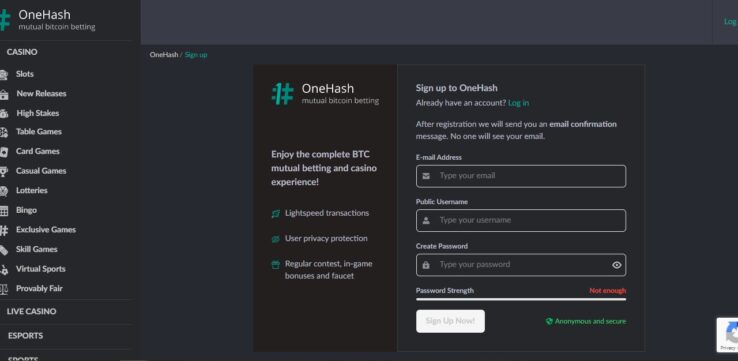 OneHash
mutual bitcoin betting
CASINO
Slots
New Releases
High Stakes
Table Games
Card Games
Casual Games
Lotteries
Bingo
Exclusive Games
Skill Games
Virtual Sports
Provably Fair
LIVE CASINO
ESPORTS
SPORTS
Log
OneHash / Sign up
OneHash
mutual bitcoin betting
Enjoy the complete BTC
mutual betting and casino
experience!
Lightspeed transactions
User privacy protection
Regular contest, in-game
bonuses and faucet
Sign up to OneHash
Already have an account? Log in
After registration we will send you an email confirmation
message. No one will see your email.
E-mail Address
Type your email
Public Username
Type your username
Create Password
Type your password
Password Strength Not enough
Sign Up Now! Anonymous and secure
Privacy